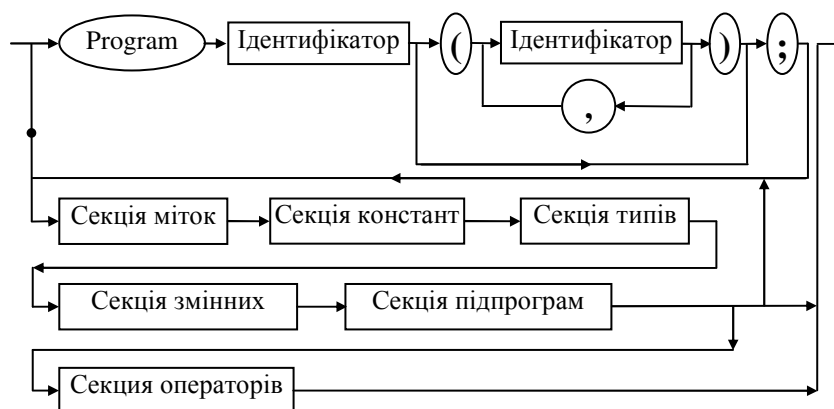 Program Ідентифікатор ( Ідентифікатор ) ;
,
Секція міток Секція констант Секція типів
Секція змінних Секція підпрограм
Секция операторів